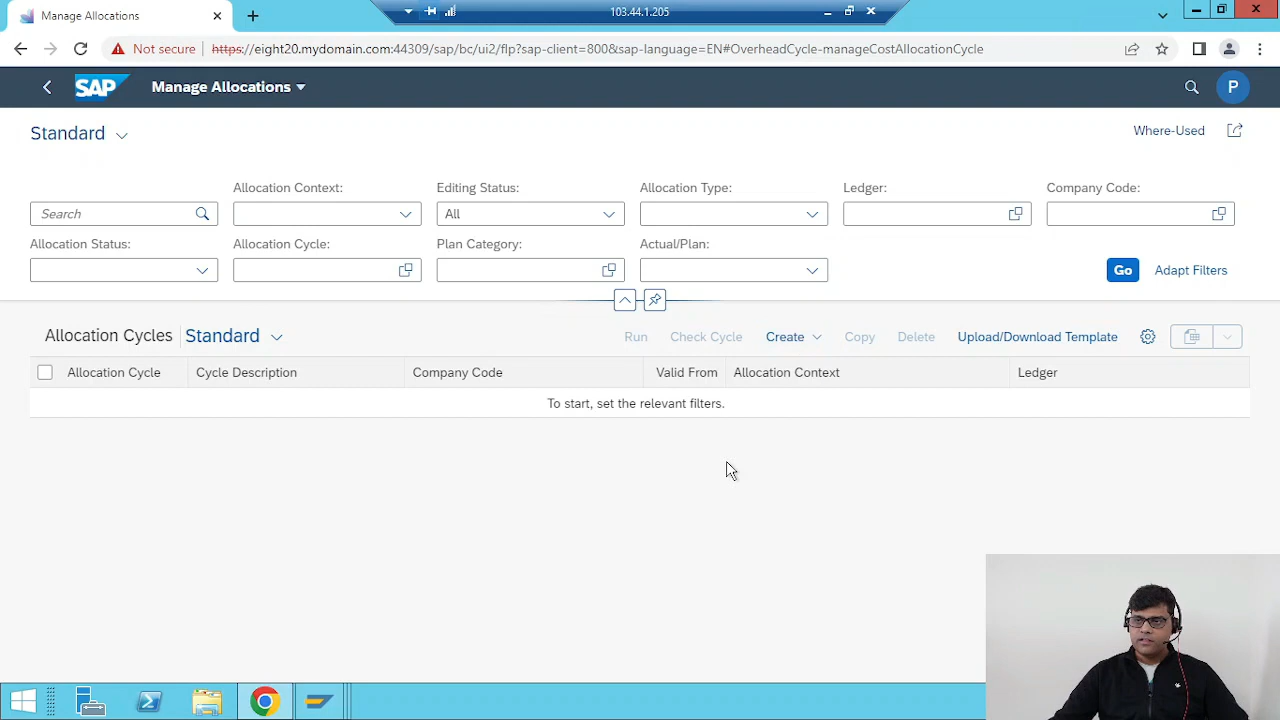 Manage Allocations
103.44.1.205
Not secure
https://eight20.mydomain.com:44309/sap/bc/ui2/flp?sap-client=800&sap-language=EN#OverheadCycle-manageCostAllocationCycle
SAP
Manage Allocations
P
Standard
Where-Used
Allocation Context:
Editing Status:
Allocation Type:
Ledger:
Company Code:
Search
All
Allocation Status:
Allocation Cycle:
Plan Category:
Actual/Plan:
Go
Adapt Filters
Allocation Cycles
Standard
Run
Check Cycle
Create
Copy
Delete
Upload/Download Template
Allocation Cycle
Cycle Description
Company Code
Valid From
Allocation Context
Ledger
To start, set the relevant filters.